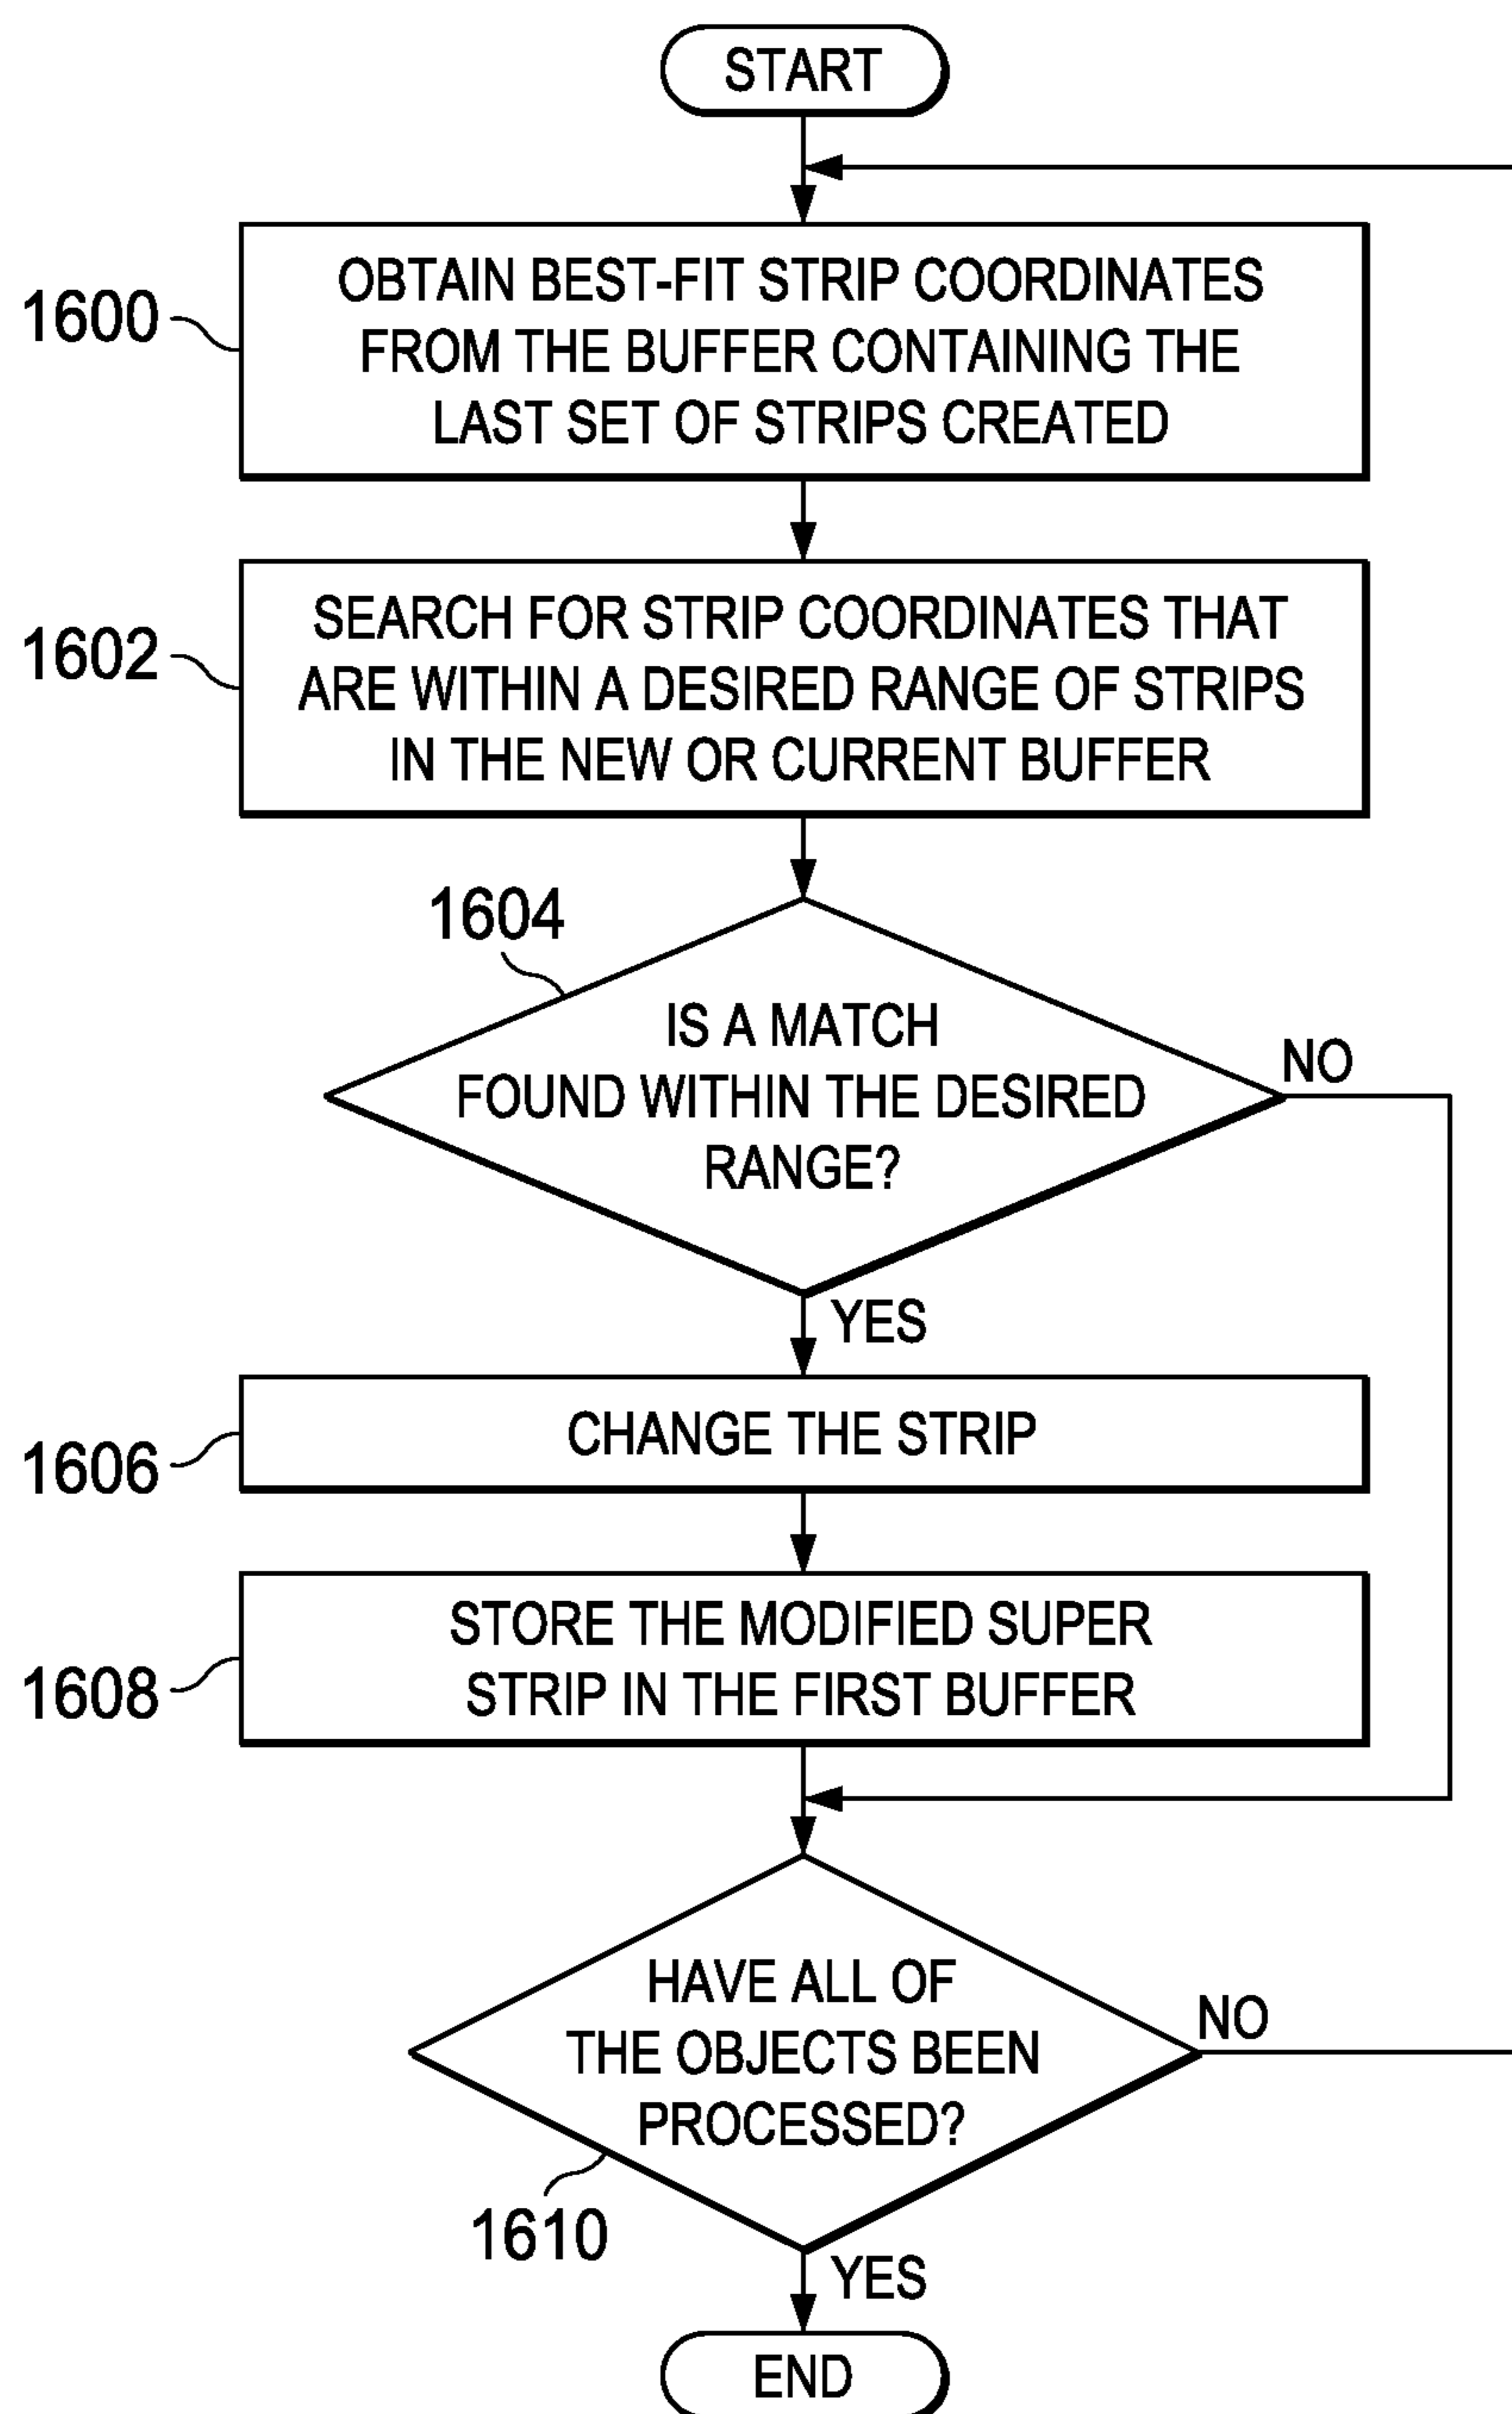 START
1600
OBTAIN BEST-FIT STRIP COORDINATES
FROM THE BUFFER CONTAINING THE
LAST SET OF STRIPS CREATED
1602
SEARCH FOR STRIP COORDINATES THAT
ARE WITHIN A DESIRED RANGE OF STRIPS
IN THE NEW OR CURRENT BUFFER
1604
IS A MATCH
FOUND WITHIN THE DESIRED
RANGE?
NO
YES
1606
CHANGE THE STRIP
1608
STORE THE MODIFIED SUPER
STRIP IN THE FIRST BUFFER
HAVE ALL OF
THE OBJECTS BEEN
PROCESSED?
NO
1610
YES
END